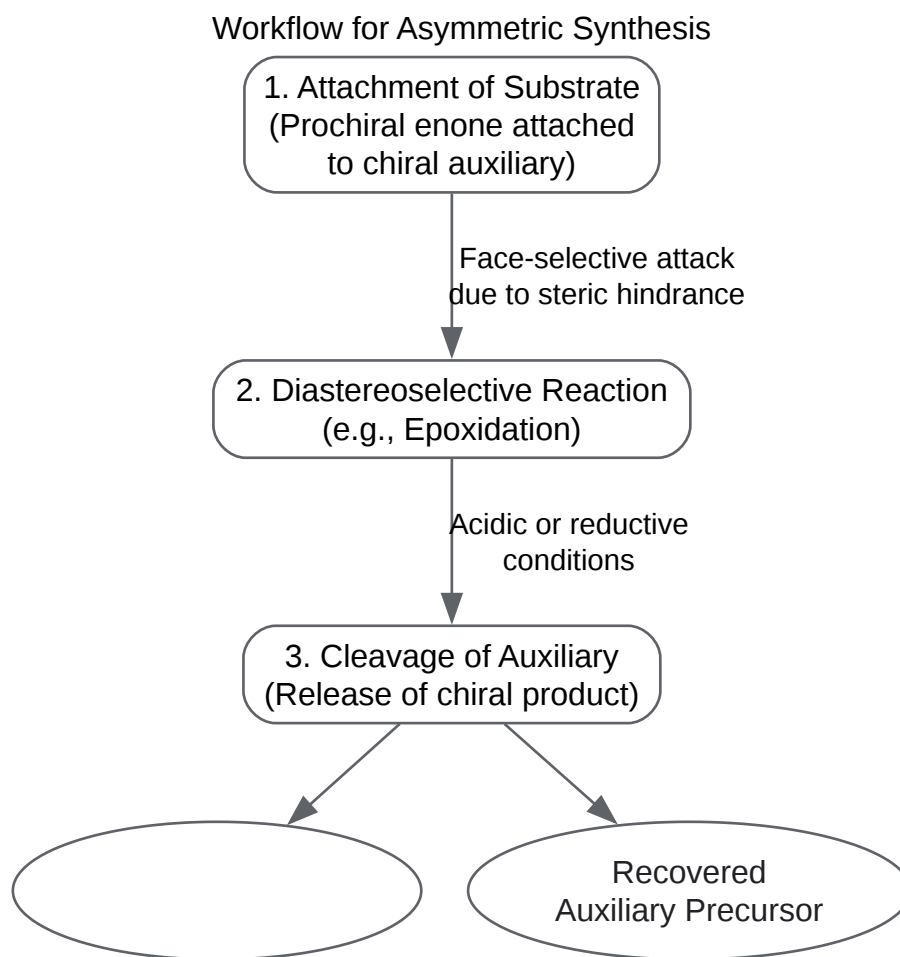 Workflow for Asymmetric Synthesis
1. Attachment of Substrate
(Prochiral enone attached
to chiral auxiliary)
Face-selective attack
due to steric hindrance
2. Diastereoselective Reaction
(e.g., Epoxidation)
Acidic or reductive
conditions
3. Cleavage of Auxiliary
(Release of chiral product)
Recovered
Auxiliary Precursor